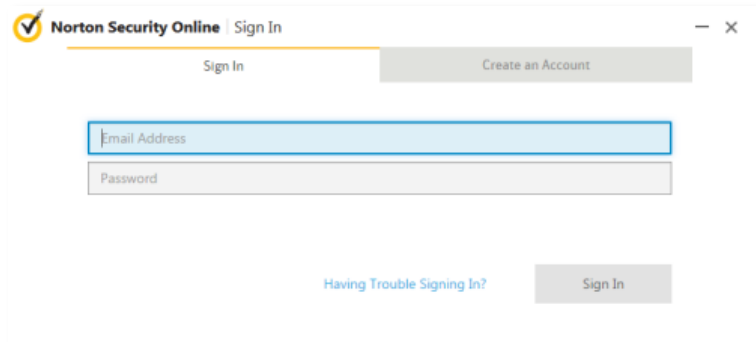 Norton Security Online | Sign In
Sign In
Create an Account
Email Address
Password
Having Trouble Signing In?
Sign In